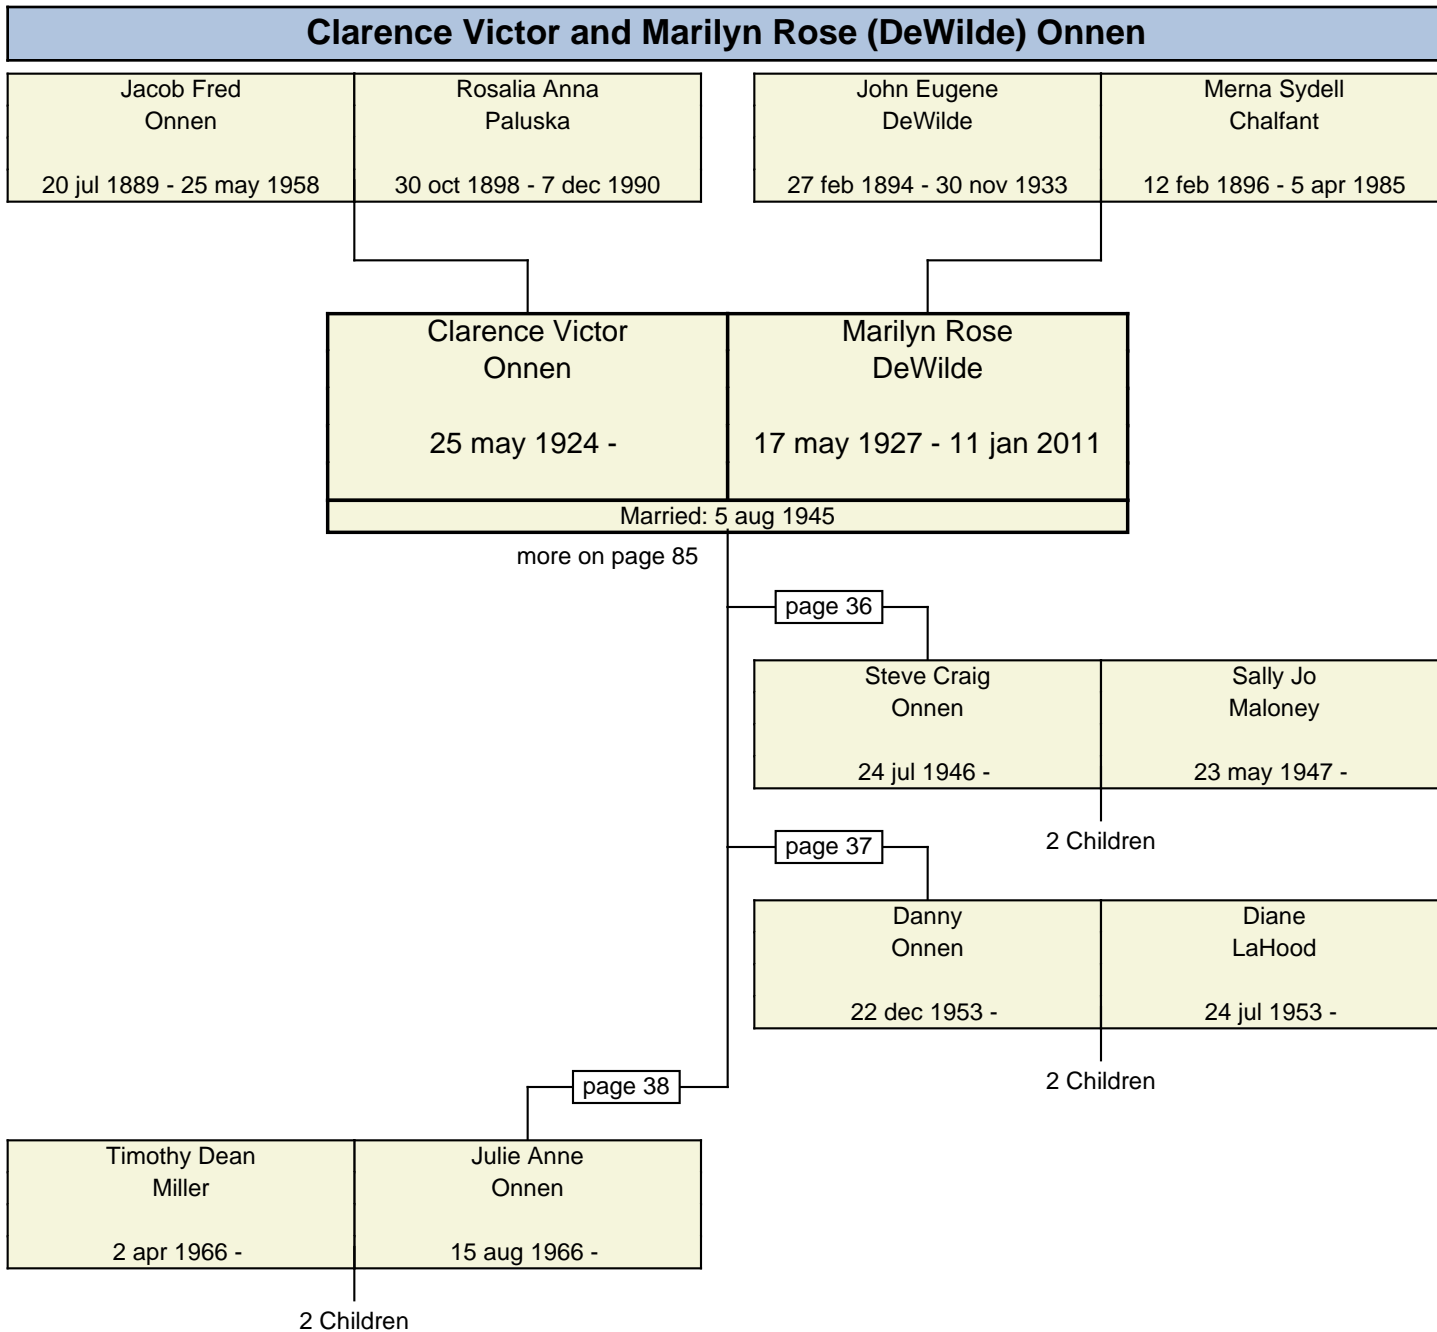 Clarence Victor and Marilyn Rose (DeWilde) Onnen
Jacob Fred
Onnen
20 jul 1889 - 25 may 1958
Rosalia Anna
Paluska
30 oct 1898 - 7 dec 1990
John Eugene
DeWilde
27 feb 1894 - 30 nov 1933
Merna Sydell
Chalfant
12 feb 1896 - 5 apr 1985
Clarence Victor
Onnen
25 may 1924 -
Marilyn Rose
DeWilde
17 may 1927 - 11 jan 2011
Married: 5 aug 1945
more on page 85
page 36
Steve Craig
Onnen
24 jul 1946 -
Sally Jo
Maloney
23 may 1947 -
2 Children
page 37
Danny
Onnen
22 dec 1953 -
Diane
LaHood
24 jul 1953 -
2 Children
page 38
Timothy Dean
Miller
2 apr 1966 -
Julie Anne
Onnen
15 aug 1966 -
2 Children